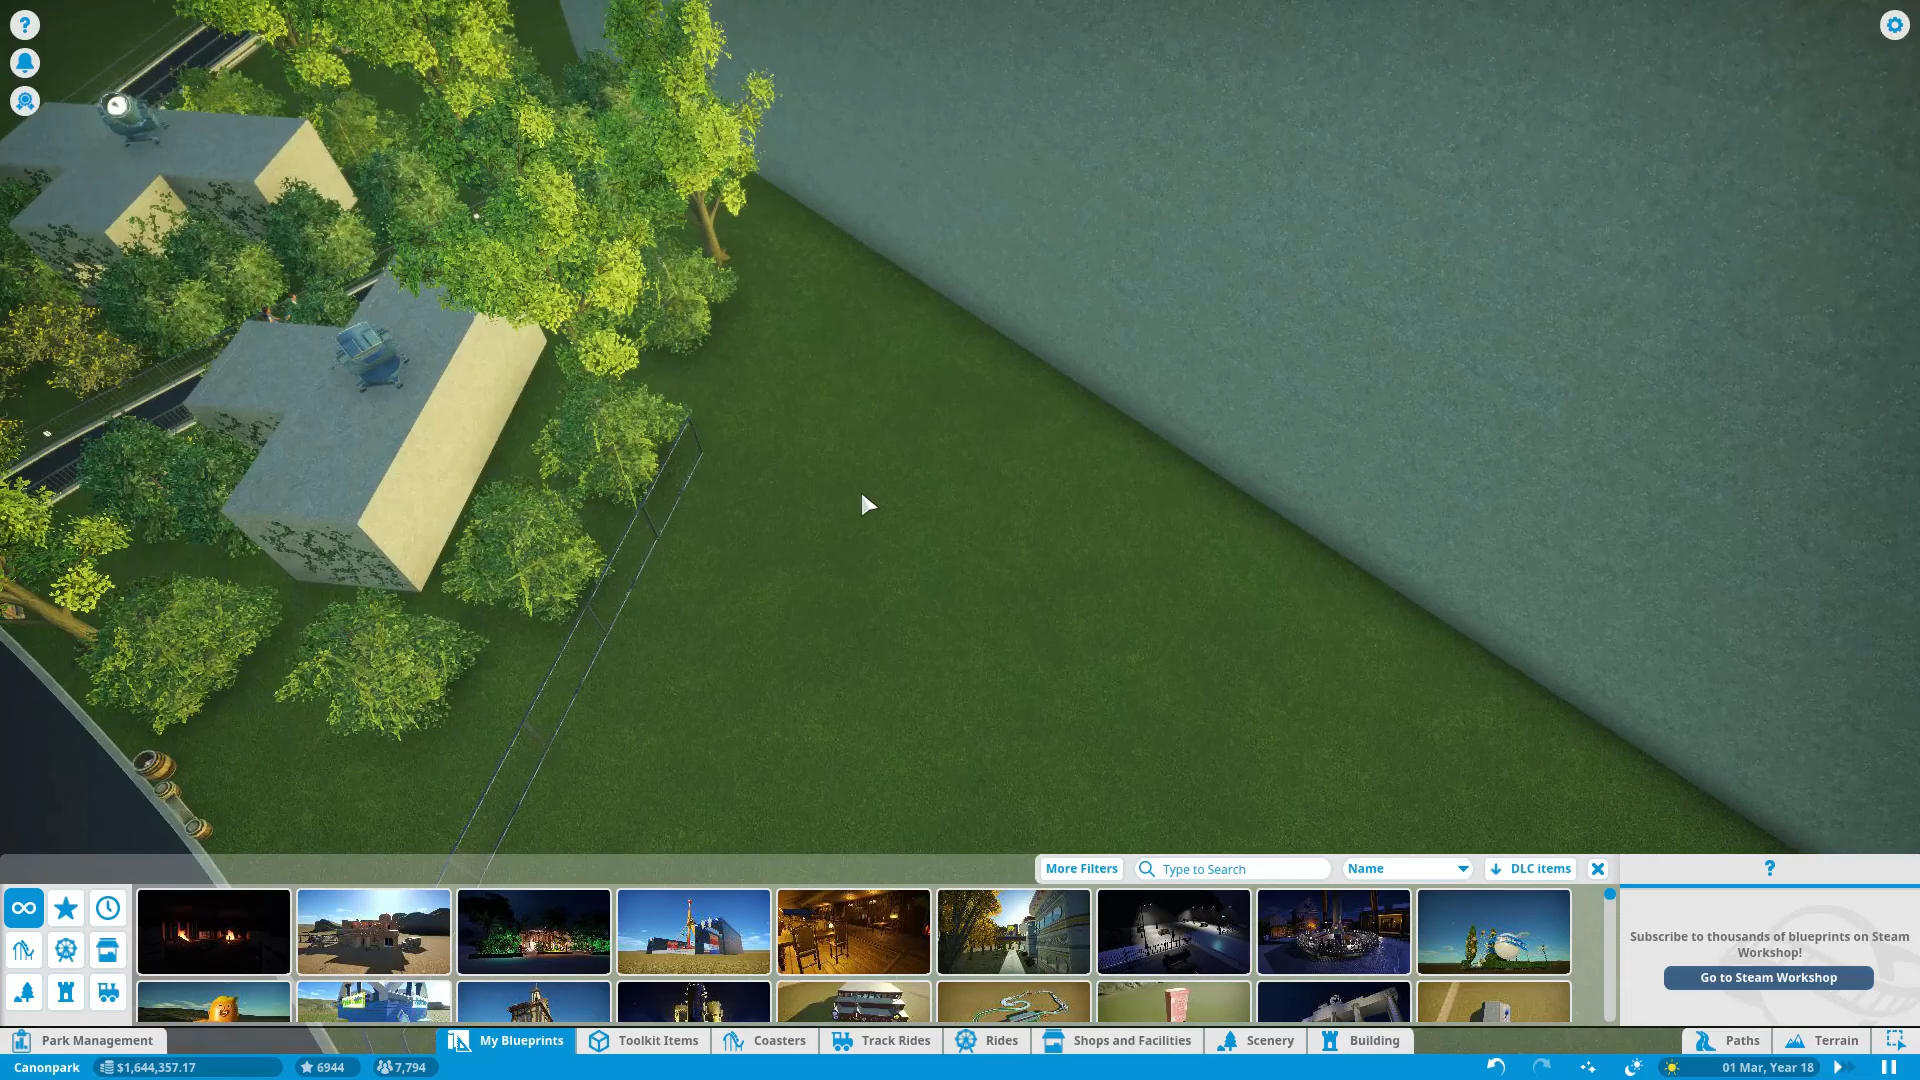 More Filters
Type to Search
Name
DLC items
?
Subscribe to thousands of blueprints on Steam
Workshop!
Go to Steam Workshop
Park Management
My Blueprints
Toolkit Items
Coasters
Track Rides
Rides
Shops and Facilities
Scenery
Building
Paths
Terrain
Canonpark
$1,644,357.17
6944
7,794
01 Mar, Year 18